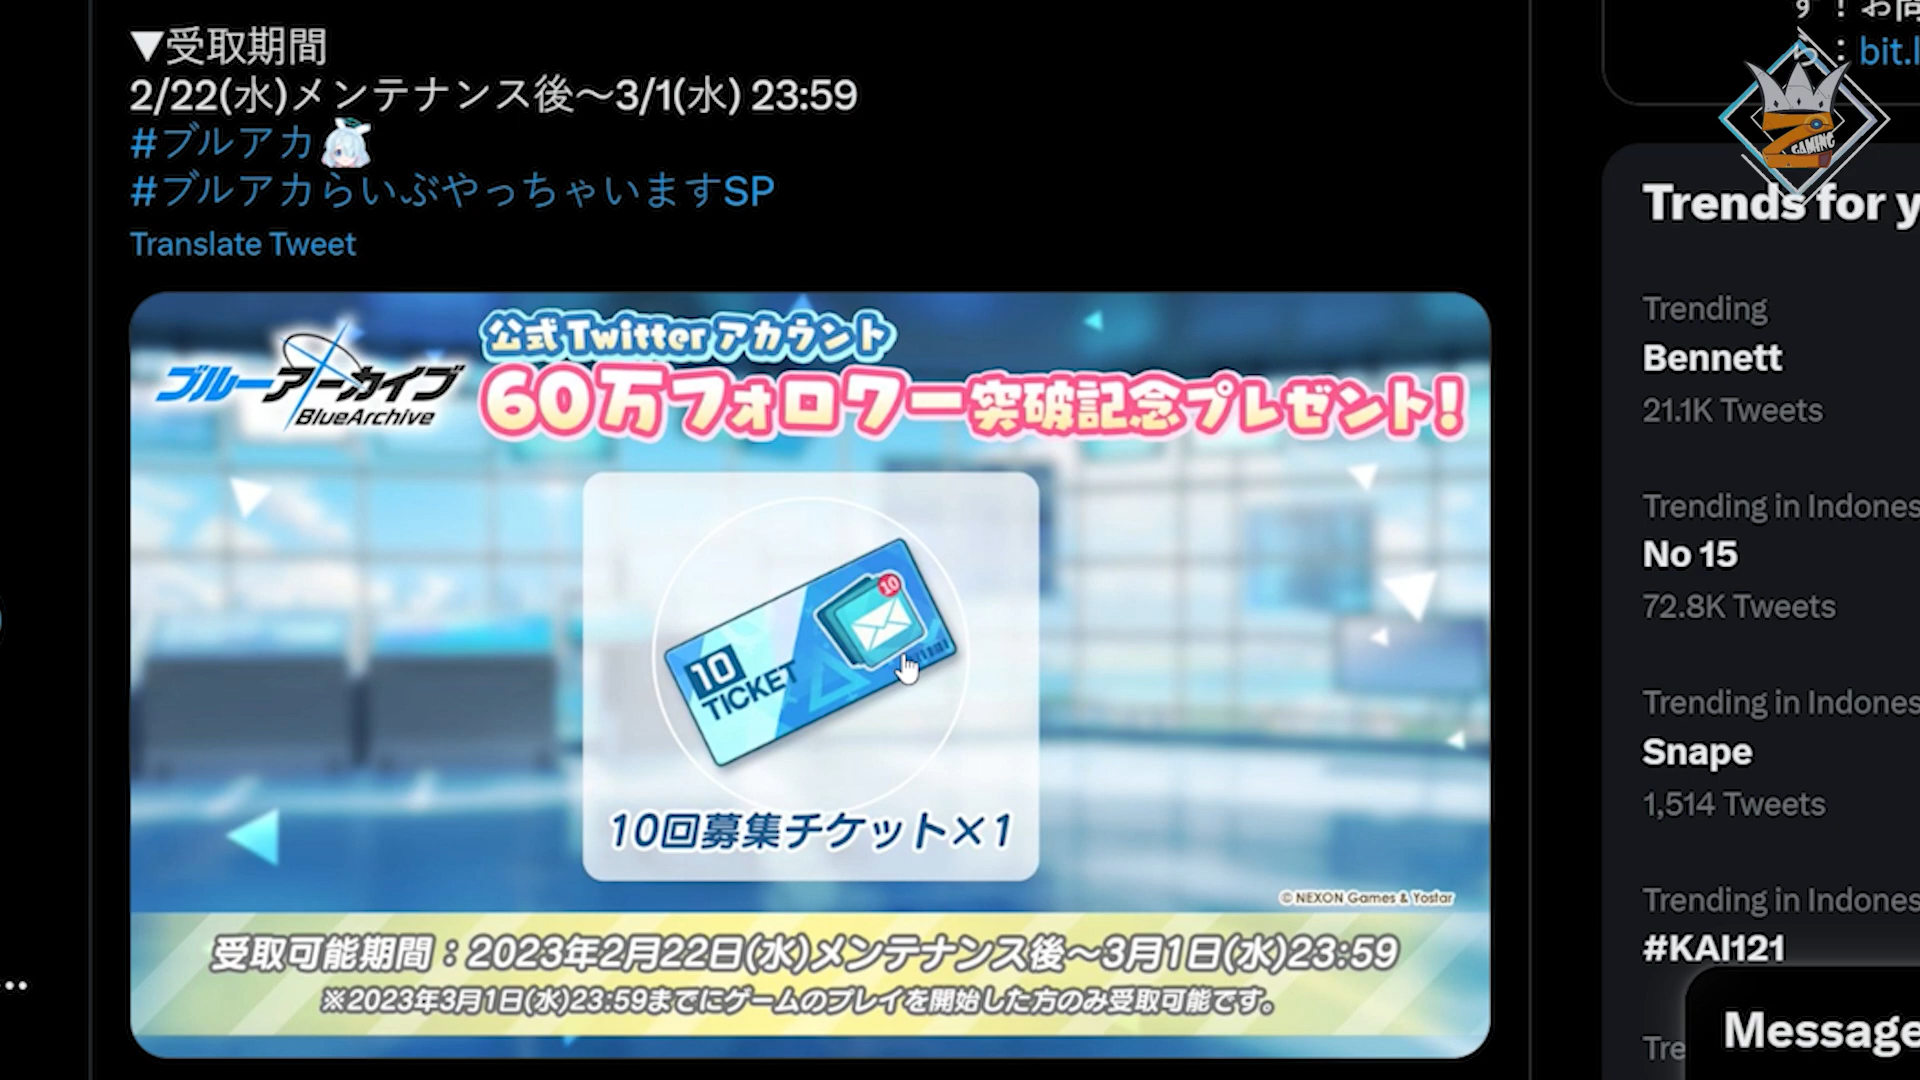 ▼受取期間
2/22(水)メンテナンス後～3/1(水) 23:59
#ブルアカ
#ブルアカらいぶやっちゃいますSP
Translate Tweet
ブルーアーカイブ
BlueArchive
公式Twitterアカウント
60万フォロワー突破記念プレゼント!
10
10
TICKET
10回募集チケット×1
© NEXON Games & Yostar
受取可能期間：2023年2月22日(水)メンテナンス後～3月1日(水)23:59
※2023年3月1日(水)23:59までにゲームのプレイを開始した方のみ受取可能です。
す！お問
ら：bit.l
GAMING
Trends for y
Trending
Bennett
21.1K Tweets
Trending in Indones
No 15
72.8K Tweets
Trending in Indones
Snape
1,514 Tweets
Trending in Indones
#KAI121
Tre
Message